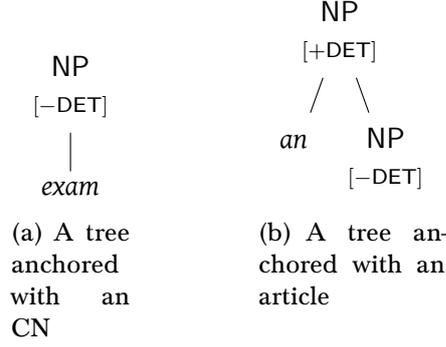 NP
[−DET]
exam
(a) A tree
anchored
with an
CN
NP
[+DET]
an NP
[−DET]
(b) A tree an-
chored with an
article